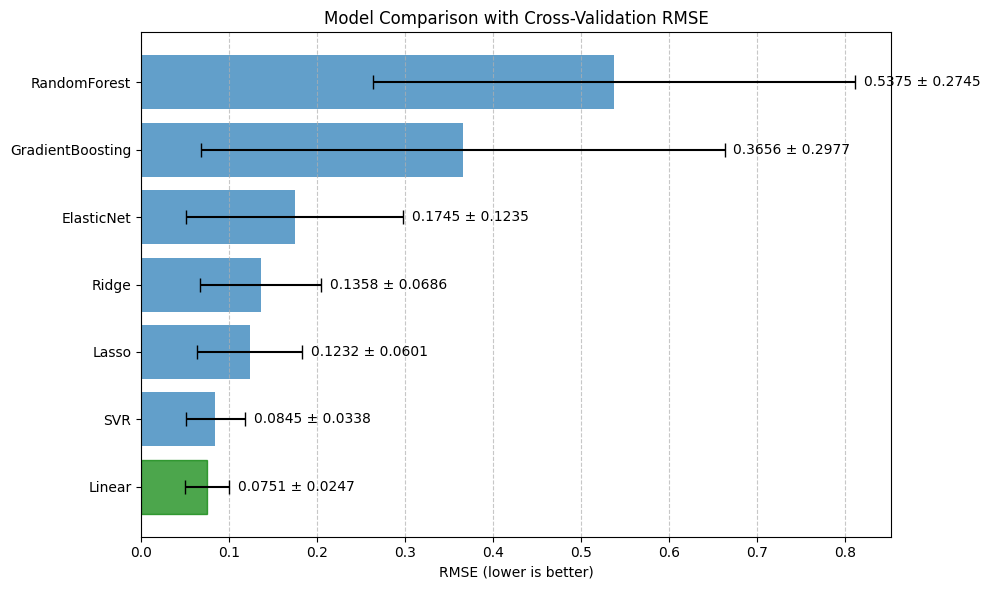 Model Comparison with Cross-Validation RMSE
RandomForest
0.5375 ± 0.2745
GradientBoosting
0.3656 ± 0.2977
ElasticNet
0.1745 ± 0.1235
Ridge
0.1358 ± 0.0686
Lasso
0.1232 ± 0.0601
SVR
0.0845 ± 0.0338
Linear
0.0751 ± 0.0247
0.0 0.1 0.2 0.3 0.4 0.5 0.6 0.7 0.8
RMSE (lower is better)